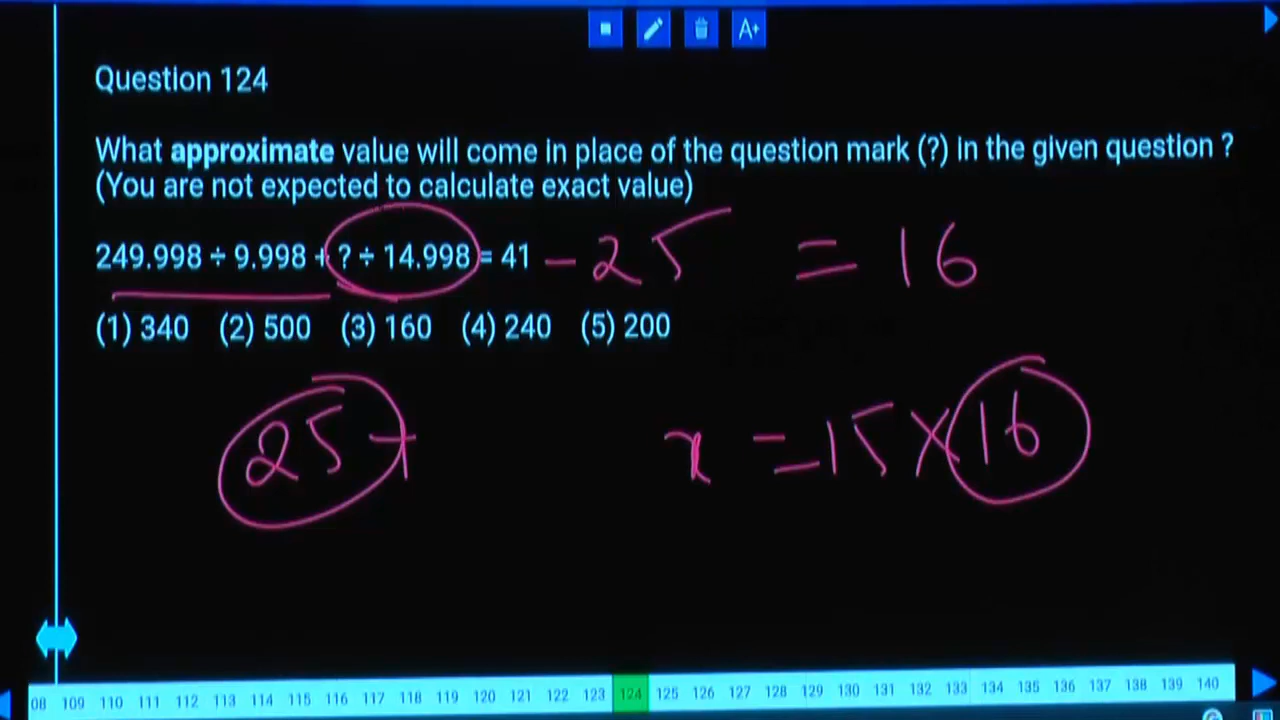 A+
Question 124
What approximate value will come in place of the question mark (?) in the given question ?
(You are not expected to calculate exact value)
249.998 ÷ 9.998 + ? ÷ 14.998 = 41 - 25 = 16
(1) 340 (2) 500 (3) 160 (4) 240 (5) 200
25 + x = 15 × 16
08 109 110 111 112 113 114 115 116 117 118 119 120 121 122 123 124 125 126 127 128 129 130 131 132 133 134 135 136 137 138 139 140